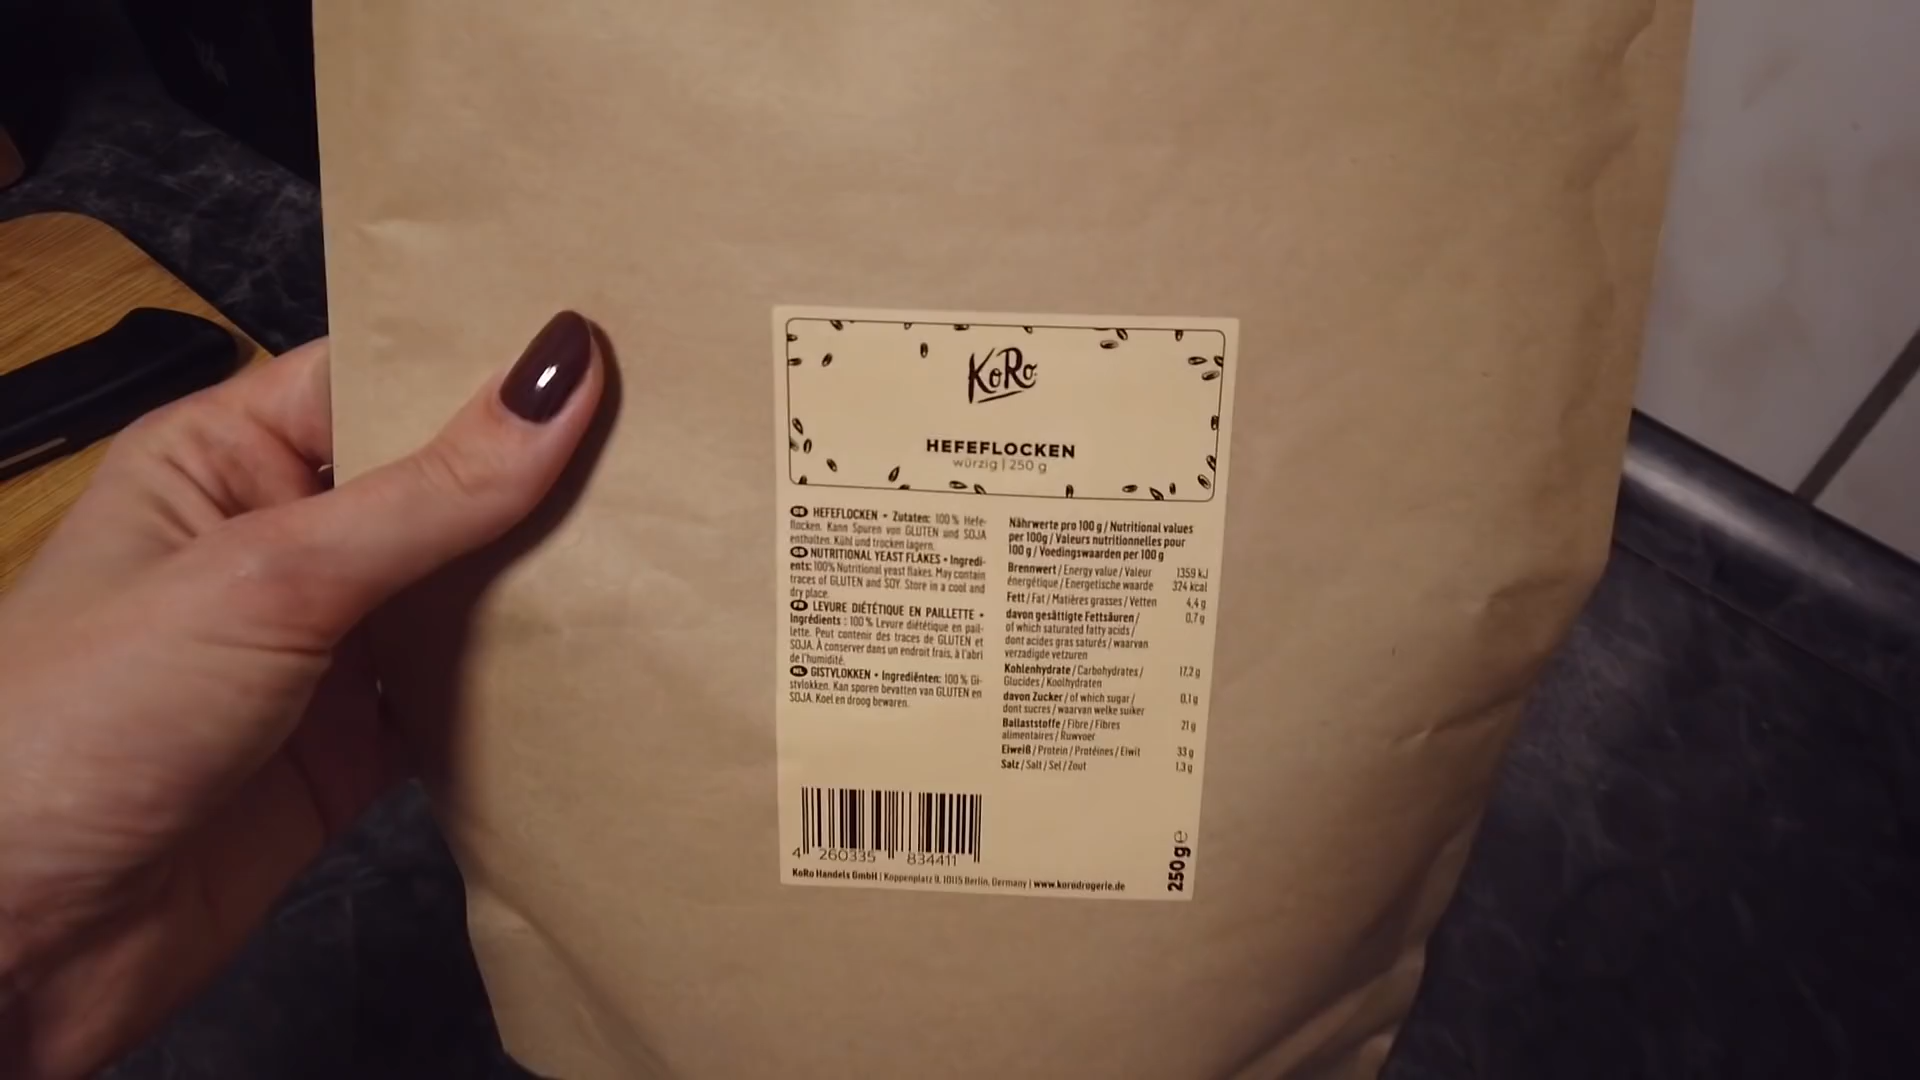 KoRo
HEFEFLOCKEN
würzig | 250 g
DE HEFEFLOCKEN • Zutaten: 100 % Hefe-
flocken. Kann Spuren von GLUTEN und SOJA
enthalten. Kühl und trocken lagern.
GB NUTRITIONAL YEAST FLAKES • Ingredi-
ents: 100% Nutritional yeast flakes. May contain
traces of GLUTEN and SOY. Store in a cool and
dry place.
FR LEVURE DIÉTÉTIQUE EN PAILLETTE •
Ingrédients : 100 % Levure diététique en pail-
lette. Peut contenir des traces de GLUTEN et
SOJA. À conserver dans un endroit frais, à l'abri
de l'humidité.
NL GISTVLOKKEN • Ingrediënten: 100 % Gi-
stvlokken. Kan sporen bevatten van GLUTEN en
SOJA. Koel en droog bewaren.
Nährwerte pro 100 g / Nutritional values
per 100g / Valeurs nutritionnelles pour
100 g / Voedingswaarden per 100 g
Brennwert / Energy value / Valeur 1359 kJ
énergétique / Energetische waarde 324 kcal
Fett / Fat / Matières grasses / Vetten 4,4 g
davon gesättigte Fettsäuren / 0,7 g
of which saturated fatty acids /
dont acides gras saturés / waarvan
verzadigde vetzuren
Kohlenhydrate / Carbohydrates / 17,2 g
Glucides / Koolhydraten
davon Zucker / of which sugar / 0,1 g
dont sucres / waarvan welke suiker
Ballaststoffe / Fibre / Fibres 21 g
alimentaires / Ruwvoer
Eiweiß / Protein / Protéines / Eiwit 33 g
Salz / Salt / Sel / Zout 1,3 g
4 260335 834411
250 g e
KoRo Handels GmbH | Koppenplatz 9, 10115 Berlin, Germany | www.korodrogerie.de